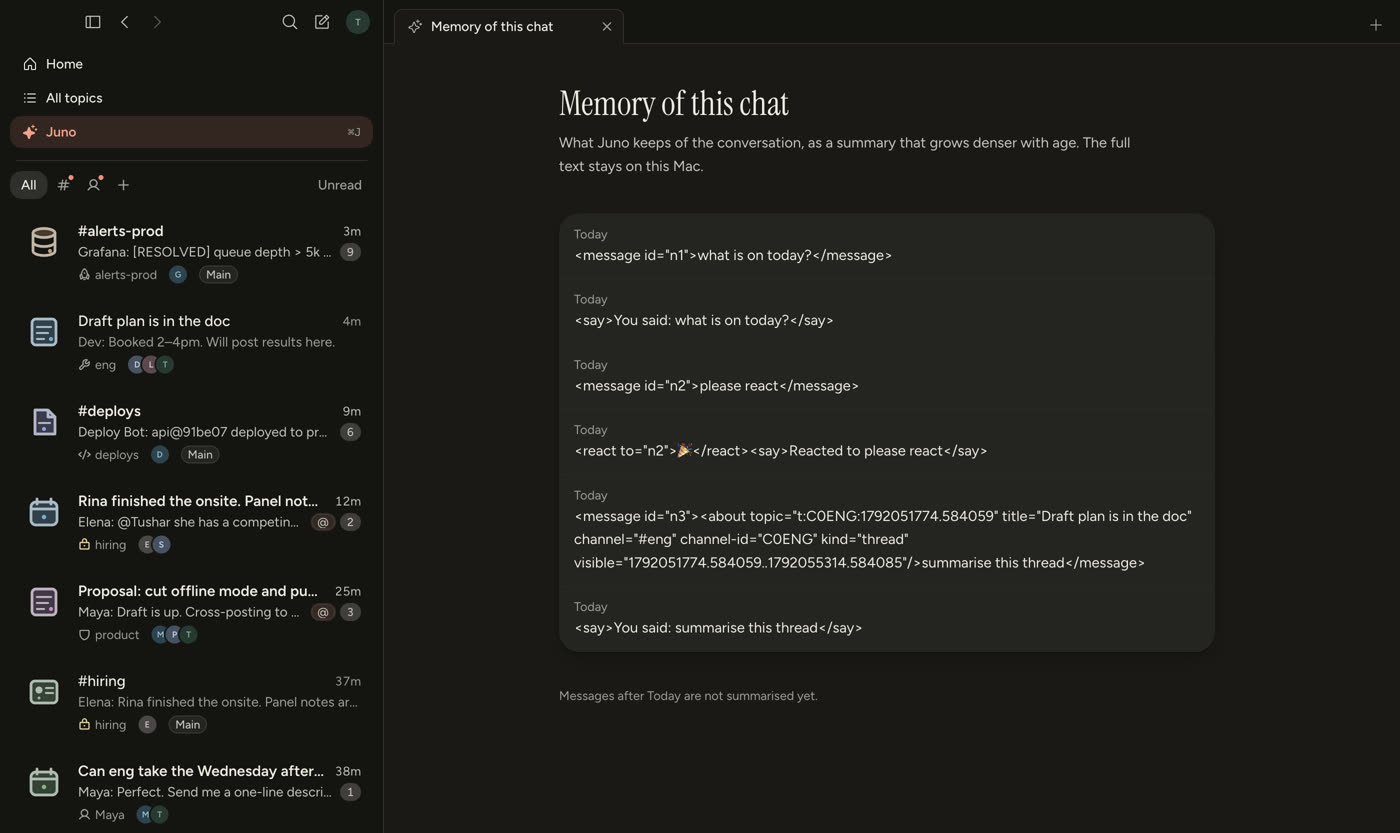 T
Memory of this chat
Home
All topics
Juno
⌘J
All
Unread
#alerts-prod
3m
Grafana: [RESOLVED] queue depth > 5k ...
9
alerts-prod
G
Main
Draft plan is in the doc
4m
Dev: Booked 2–4pm. Will post results here.
eng
D
L
T
#deploys
9m
Deploy Bot: api@91be07 deployed to pr...
6
deploys
D
Main
Rina finished the onsite. Panel not...
12m
Elena: @Tushar she has a competin...
@
2
hiring
E
S
Proposal: cut offline mode and pu...
25m
Maya: Draft is up. Cross-posting to ...
@
3
product
M
P
T
#hiring
37m
Elena: Rina finished the onsite. Panel notes ar...
hiring
E
Main
Can eng take the Wednesday after...
38m
Maya: Perfect. Send me a one-line descri...
1
Maya
M
T
Memory of this chat
What Juno keeps of the conversation, as a summary that grows denser with age. The full
text stays on this Mac.
Today
<message id="n1">what is on today?</message>
Today
<say>You said: what is on today?</say>
Today
<message id="n2">please react</message>
Today
<react to="n2">🎉</react><say>Reacted to please react</say>
Today
<message id="n3"><about topic="t:C0ENG:1792051774.584059" title="Draft plan is in the doc"
channel="#eng" channel-id="C0ENG" kind="thread"
visible="1792051774.584059..1792055314.584085"/>summarise this thread</message>
Today
<say>You said: summarise this thread</say>
Messages after Today are not summarised yet.